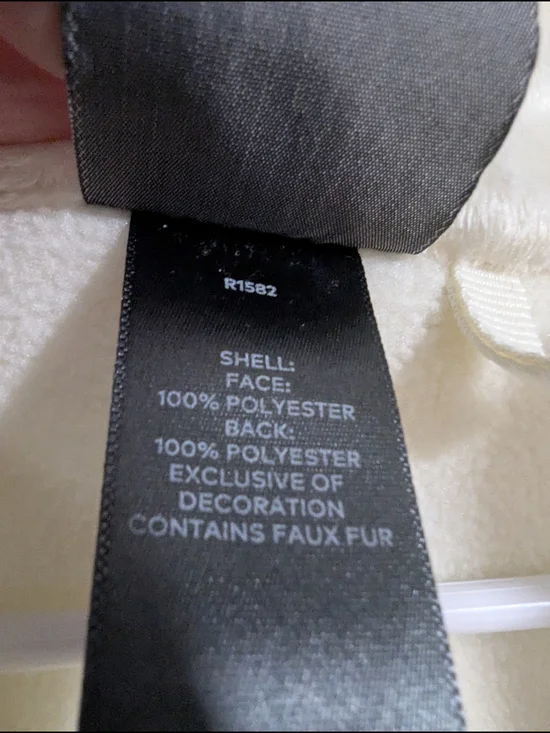 R1582
SHELL:
FACE:
100% POLYESTER
BACK:
100% POLYESTER
EXCLUSIVE OF
DECORATION
CONTAINS FAUX FUR